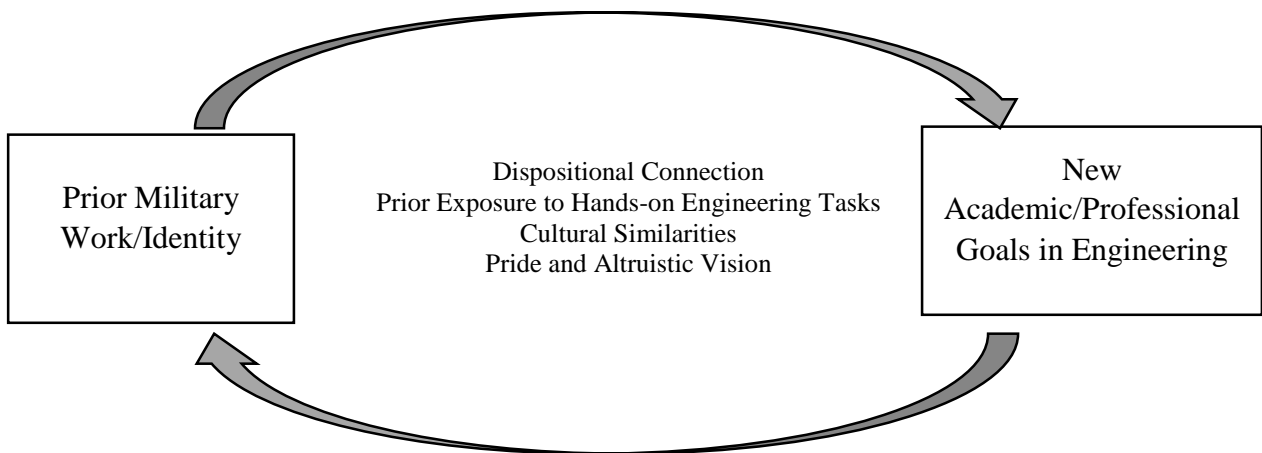 Prior Military
Work/Identity
Dispositional Connection
Prior Exposure to Hands-on Engineering Tasks
Cultural Similarities
Pride and Altruistic Vision
New
Academic/Professional
Goals in Engineering